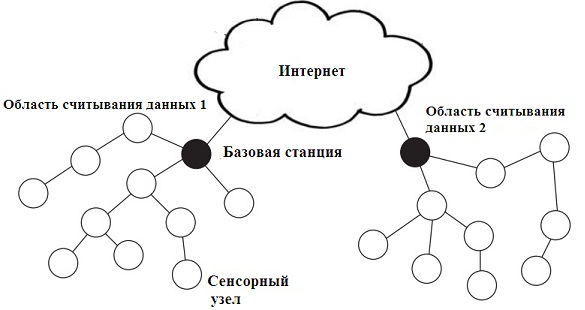 Интернет
Область считывания данных 1
Область считывания
данных 2
Базовая станция
Сенсорный
узел